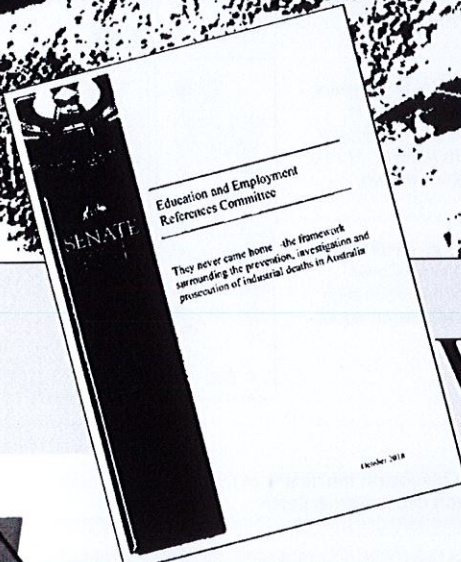 The
SENATE
Education and Employment
References Committee
They never came home -the framework
surrounding the prevention, investigation and
prosecution of industrial deaths in Australia
October 2018